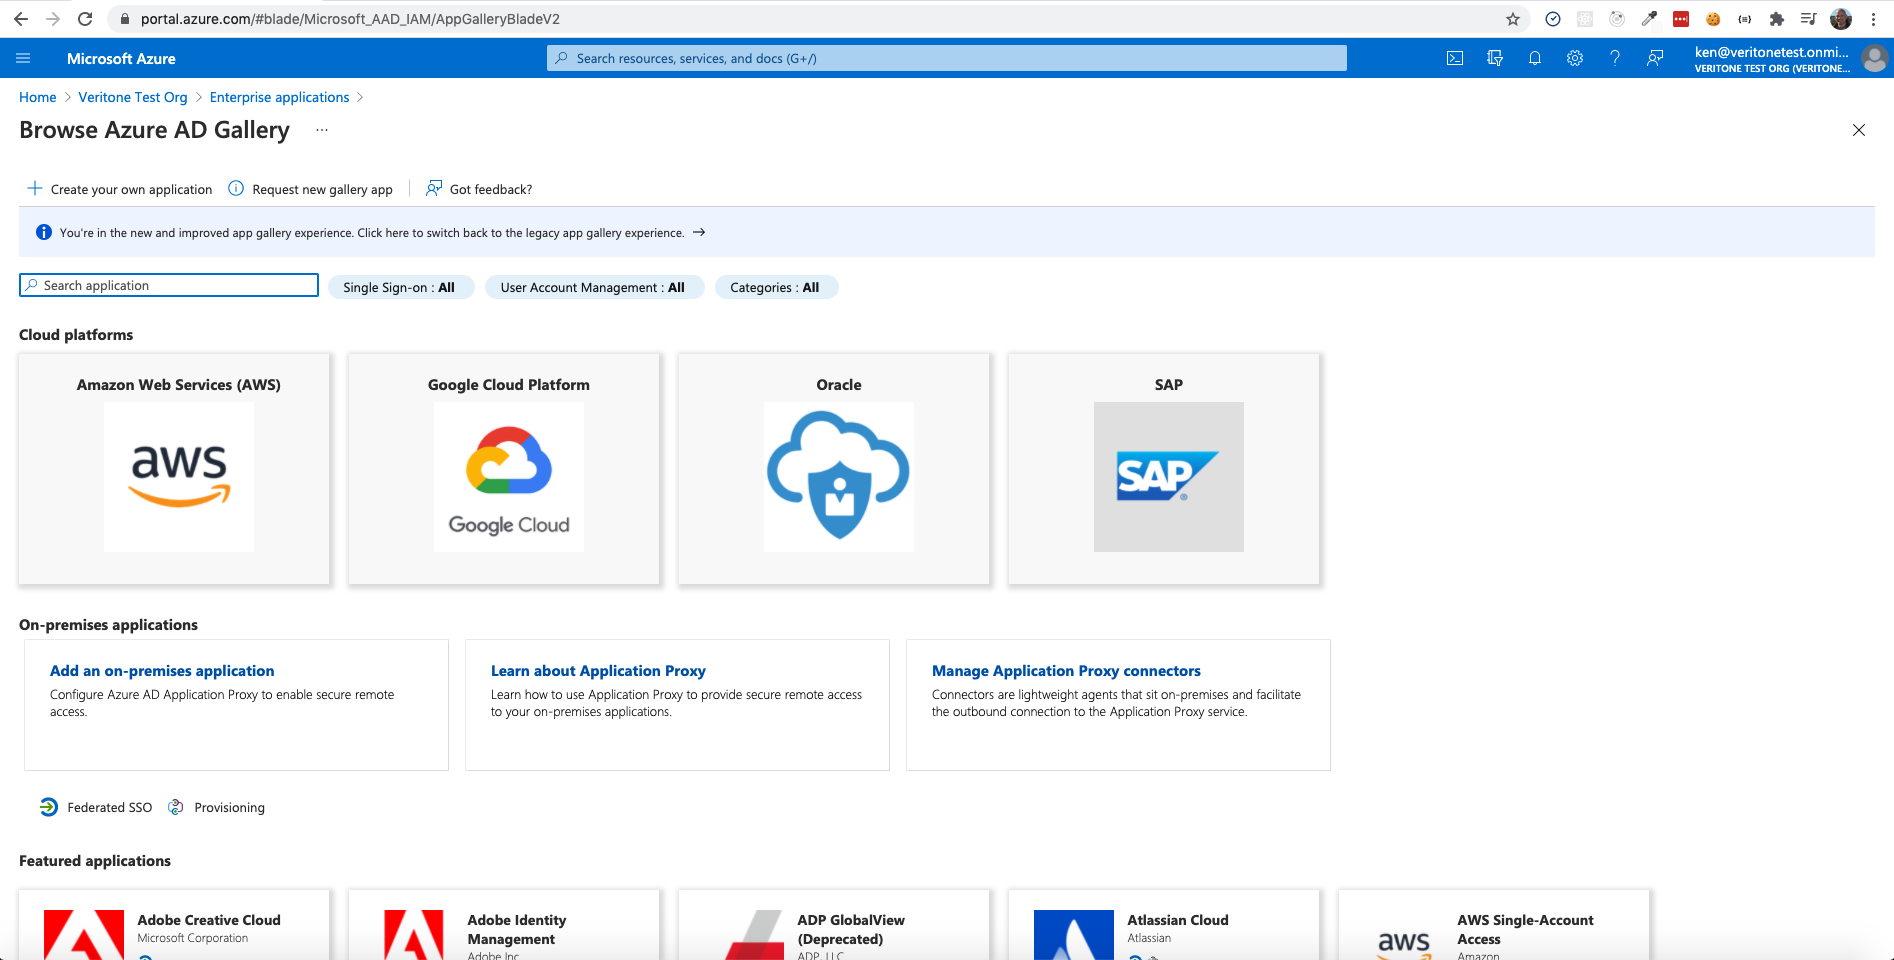 portal.azure.com/#blade/Microsoft_AAD_IAM/AppGalleryBladeV2
Microsoft Azure
Search resources, services, and docs (G+/)
ken@veritonetest.onmi...
VERITONE TEST ORG (VERITONE...
Home > Veritone Test Org > Enterprise applications >
Browse Azure AD Gallery ...
Create your own application
Request new gallery app
Got feedback?
You're in the new and improved app gallery experience. Click here to switch back to the legacy app gallery experience. →
Search application
Single Sign-on : All
User Account Management : All
Categories : All
Cloud platforms
Amazon Web Services (AWS)
aws
Google Cloud Platform
Google Cloud
Oracle
SAP
SAP
®
On-premises applications
Add an on-premises application
Configure Azure AD Application Proxy to enable secure remote
access.
Learn about Application Proxy
Learn how to use Application Proxy to provide secure remote access
to your on-premises applications.
Manage Application Proxy connectors
Connectors are lightweight agents that sit on-premises and facilitate
the outbound connection to the Application Proxy service.
Federated SSO
Provisioning
Featured applications
Adobe Creative Cloud
Microsoft Corporation
Adobe Identity
Management
Adobe Inc.
ADP GlobalView
(Deprecated)
ADP, LLC
Atlassian Cloud
Atlassian
aws
AWS Single-Account
Access
Amazon